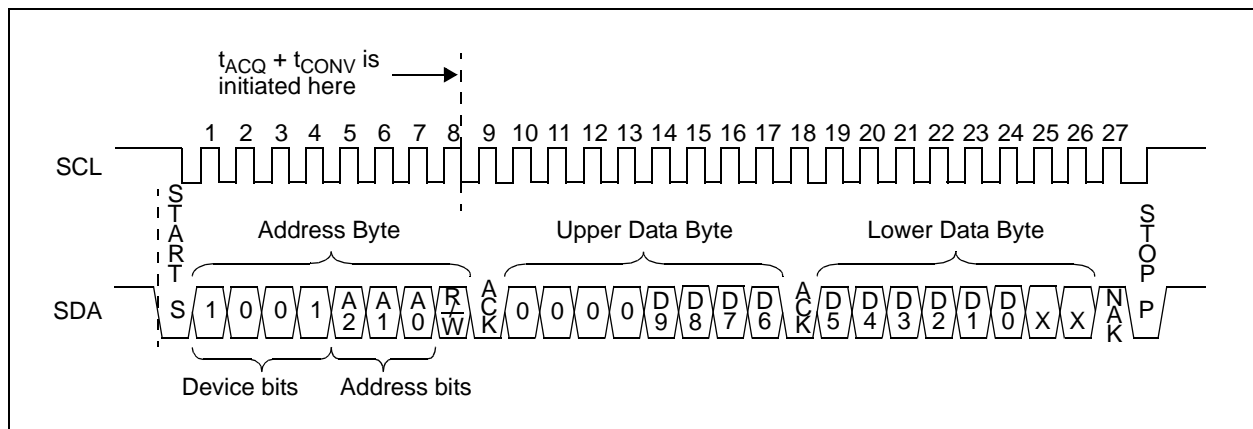 tACQ + tCONV is
initiated here
1 2 3 4 5 6 7 8 9 10 11 12 13 14 15 16 17 18 19 20 21 22 23 24 25 26 27
SCL
START
STOP
Address Byte
Upper Data Byte
Lower Data Byte
SDA
S 1 0 0 1 A2 A1 A0 R/W ACK 0 0 0 0 D9 D8 D7 D6 ACK D5 D4 D3 D2 D1 D0 X X NAK P
Device bits
Address bits